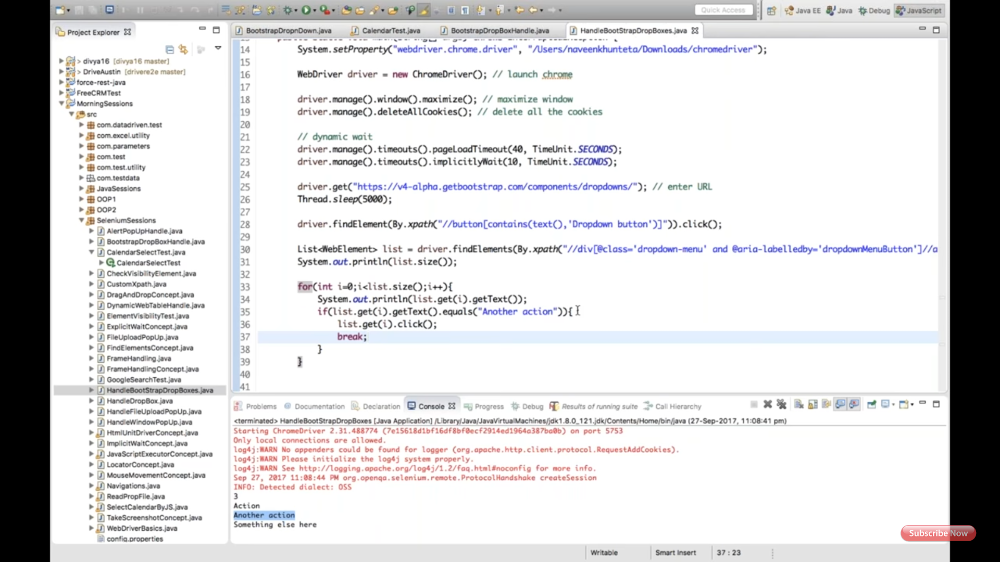 Quick Access
Java EE
Java
Debug
JavaScript
Project Explorer
> divya16 [divya16 master]
> DriveAustin [drivere2e master]
force-rest-java
FreeCRMTest
MorningSessions
src
com.datadriven.test
com.excel.utility
com.parameters
com.test
com.test.utility
com.testdata
JavaSessions
OOP1
OOP2
SeleniumSessions
AlertPopUpHandle.java
BootstrapDropBoxHandle.java
CalendarSelectTest.java
CalendarSelectTest
CheckVisibilityElement.java
CustomXpath.java
DragAndDropConcept.java
DynamicWebTableHandle.java
ElementVisibilityTest.java
ExplicitWaitConcept.java
FileUploadPopUp.java
FindElementsConcept.java
FrameHandling.java
FrameHandlingConcept.java
GoogleSearchTest.java
HandleBootStrapDropBoxes.java
HandleDropBox.java
HandleFileUploadPopUp.java
HandleWindowPopUp.java
HtmlUnitDriverConcept.java
ImplicitWaitConcept.java
JavaScriptExecutorConcept.java
LocatorConcept.java
MouseMovementConcept.java
Navigations.java
ReadPropFile.java
SelectCalendarByJS.java
TakeScreenshotConcept.java
WebDriverBasics.java
config.properties
BootstrapDropnDown.java
CalendarTest.java
BootstrapDropBoxHandle.java
HandleBootStrapDropBoxes.java
14 System.setProperty("webdriver.chrome.driver", "/Users/naveenkhunteta/Downloads/chromedriver");
15
16 WebDriver driver = new ChromeDriver(); // launch chrome
17
18 driver.manage().window().maximize(); // maximize window
19 driver.manage().deleteAllCookies(); // delete all the cookies
20
21 // dynamic wait
22 driver.manage().timeouts().pageLoadTimeout(40, TimeUnit.SECONDS);
23 driver.manage().timeouts().implicitlyWait(10, TimeUnit.SECONDS);
24
25 driver.get("https://v4-alpha.getbootstrap.com/components/dropdowns/"); // enter URL
26 Thread.sleep(5000);
27
28 driver.findElement(By.xpath("//button[contains(text(),'Dropdown button')]")).click();
29
30 List<WebElement> list = driver.findElements(By.xpath("//div[@class='dropdown-menu' and @aria-labelledby='dropdownMenuButton']//a
31 System.out.println(list.size());
32
33 for(int i=0;i<list.size();i++){
34 System.out.println(list.get(i).getText());
35 if(list.get(i).getText().equals("Another action")){
36 list.get(i).click();
37 break;
38 }
39 }
40
41
Problems
Documentation
Declaration
Console
Progress
Debug
Results of running suite
Call Hierarchy
<terminated> HandleBootStrapDropBoxes [Java Application] /Library/Java/JavaVirtualMachines/jdk1.8.0_121.jdk/Contents/Home/bin/java (27-Sep-2017, 11:08:41 pm)
Starting ChromeDriver 2.31.488774 (7e15618d1bf16df8bf0ecf2914ed1964a387ba0b) on port 5753
Only local connections are allowed.
log4j:WARN No appenders could be found for logger (org.apache.http.client.protocol.RequestAddCookies).
log4j:WARN Please initialize the log4j system properly.
log4j:WARN See http://logging.apache.org/log4j/1.2/faq.html#noconfig for more info.
Sep 27, 2017 11:08:44 PM org.openqa.selenium.remote.ProtocolHandshake createSession
INFO: Detected dialect: OSS
3
Action
Another action
Something else here
Subscribe Now
Writable
Smart Insert
37 : 23